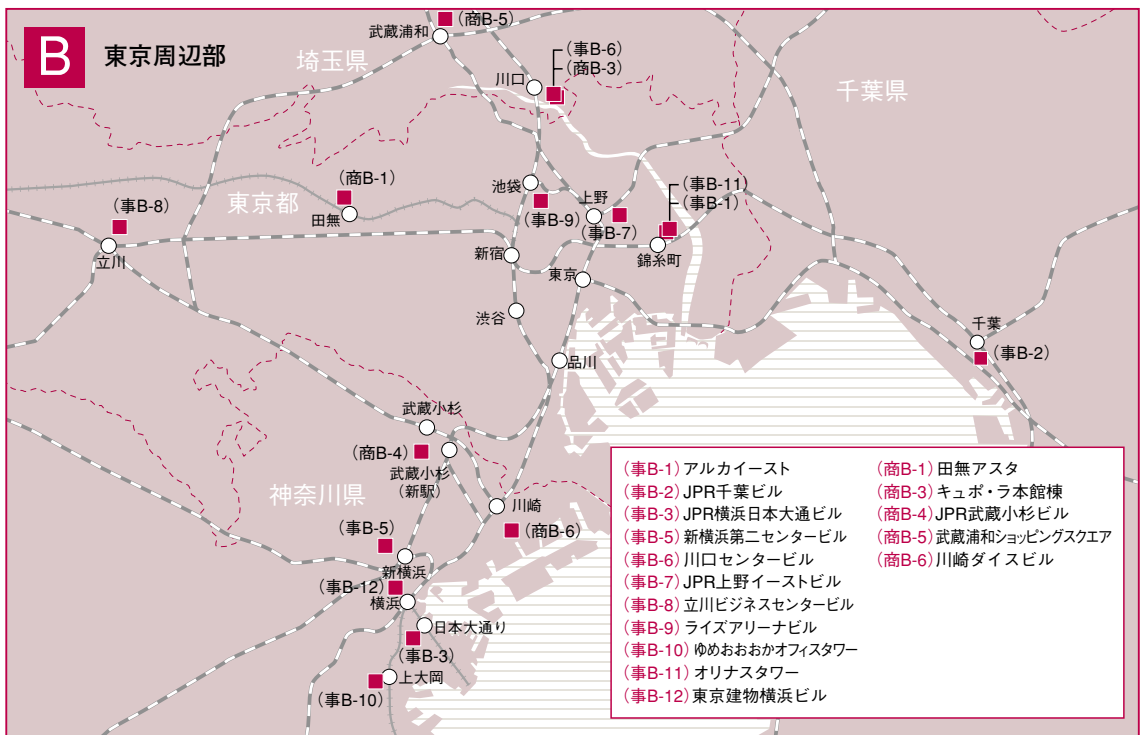 B 東京周辺部
(商B-5)
武蔵浦和
埼玉県
(事B-6)
(商B-3)
川口
千葉県
(商B-1)
東京都
田無
(事B-8)
立川
池袋
(事B-9)
上野
(事B-7)
(事B-11)
(事B-1)
錦糸町
新宿
東京
渋谷
千葉
(事B-2)
品川
武蔵小杉
(商B-4)
武蔵小杉
(新駅)
神奈川県
川崎
(商B-6)
(事B-5)
新横浜
(事B-12)
横浜
日本大通り
(事B-3)
上大岡
(事B-10)
(事B-1)アルカイースト
(事B-2)JPR千葉ビル
(事B-3)JPR横浜日本大通ビル
(事B-5)新横浜第二センタービル
(事B-6)川口センタービル
(事B-7)JPR上野イーストビル
(事B-8)立川ビジネスセンタービル
(事B-9)ライズアリーナビル
(事B-10)ゆめおおおかオフィスタワー
(事B-11)オリナスタワー
(事B-12)東京建物横浜ビル
(商B-1)田無アスタ
(商B-3)キュポ・ラ本館棟
(商B-4)JPR武蔵小杉ビル
(商B-5)武蔵浦和ショッピングスクエア
(商B-6)川崎ダイスビル